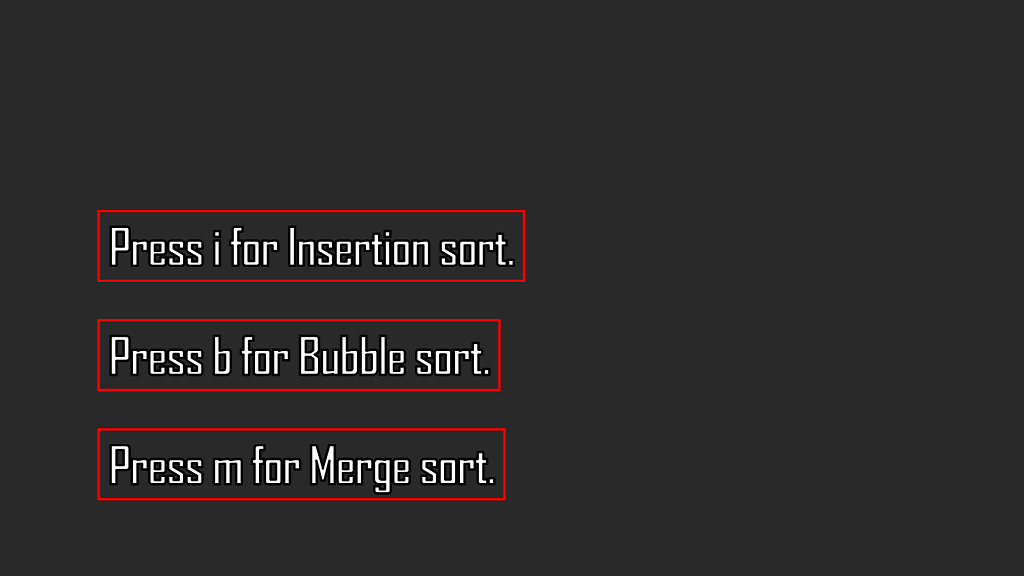 Press i for Insertion sort.
Press b for Bubble sort.
Press m for Merge sort.